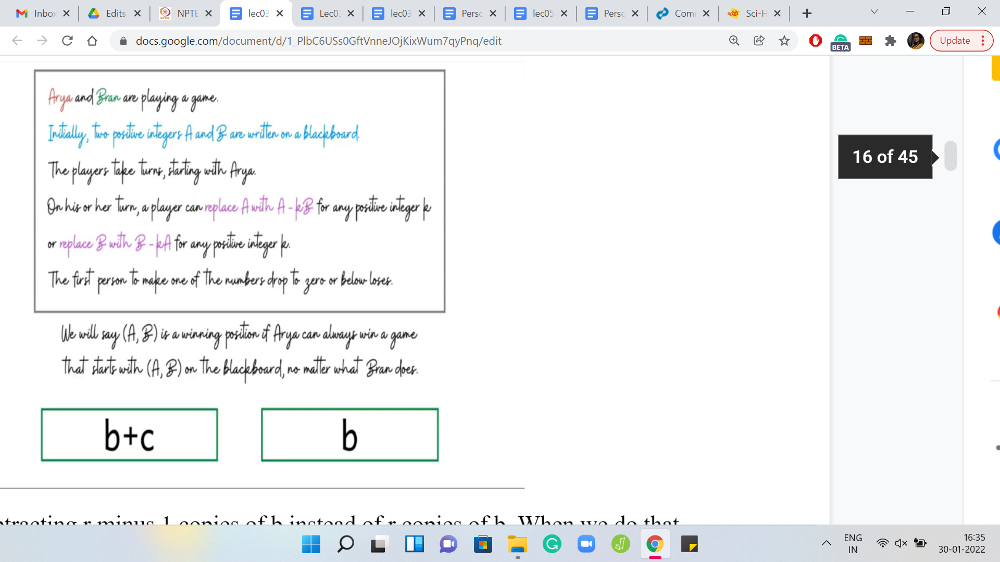 Inbox
Edits
NPTE
lec03
Lec03
lec03
Perso
lec05
Perso
Com
Sci-H
docs.google.com/document/d/1_PlbC6USs0GftVnneJOjKixWum7qyPnq/edit
BETA
Update
Arya and Bran are playing a game.
Initially, two positive integers A and B are written on a blackboard.
The players take turns, starting with Arya.
On his or her turn, a player can replace A with A - kB for any positive integer k
or replace B with B - kA for any positive integer k.
The first person to make one of the numbers drop to zero or below loses.
16 of 45
We will say (A, B) is a winning position if Arya can always win a game
that starts with (A, B) on the blackboard, no matter what Bran does.
b+c
b
tracting r minus 1 copies of b instead of r copies of b. When we do that
ENG
IN
16:35
30-01-2022